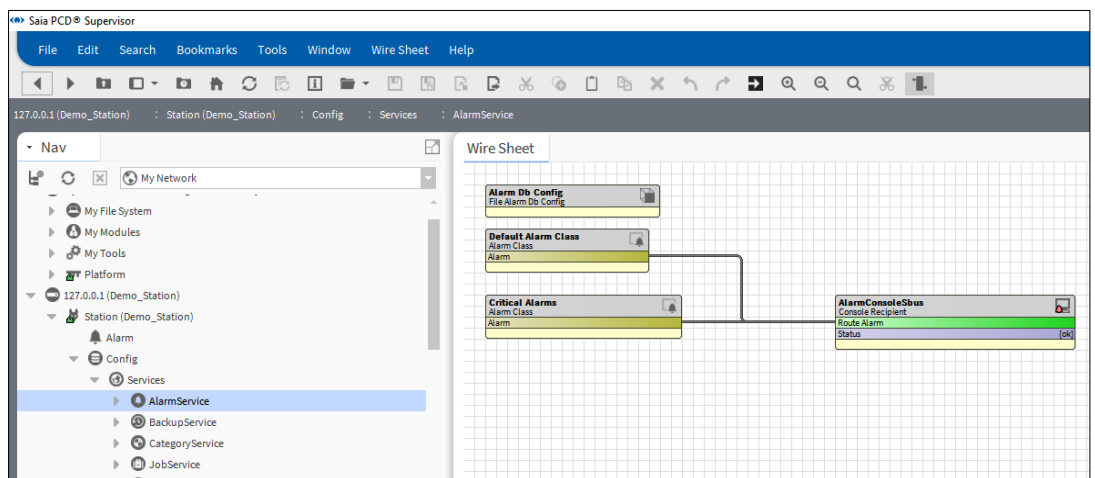 Saia PCD® Supervisor
File Edit Search Bookmarks Tools Window Wire Sheet Help
127.0.0.1 (Demo_Station) : Station (Demo_Station) : Config : Services : AlarmService
Nav
My Network
My File System
My Modules
My Tools
Platform
127.0.0.1 (Demo_Station)
Station (Demo_Station)
Alarm
Config
Services
AlarmService
BackupService
CategoryService
JobService
Wire Sheet
Alarm Db Config
File Alarm Db Config
Default Alarm Class
Alarm Class
Alarm
Critical Alarms
Alarm Class
Alarm
AlarmConsoleSbus
Console Recipient
Route Alarm
Status {ok}